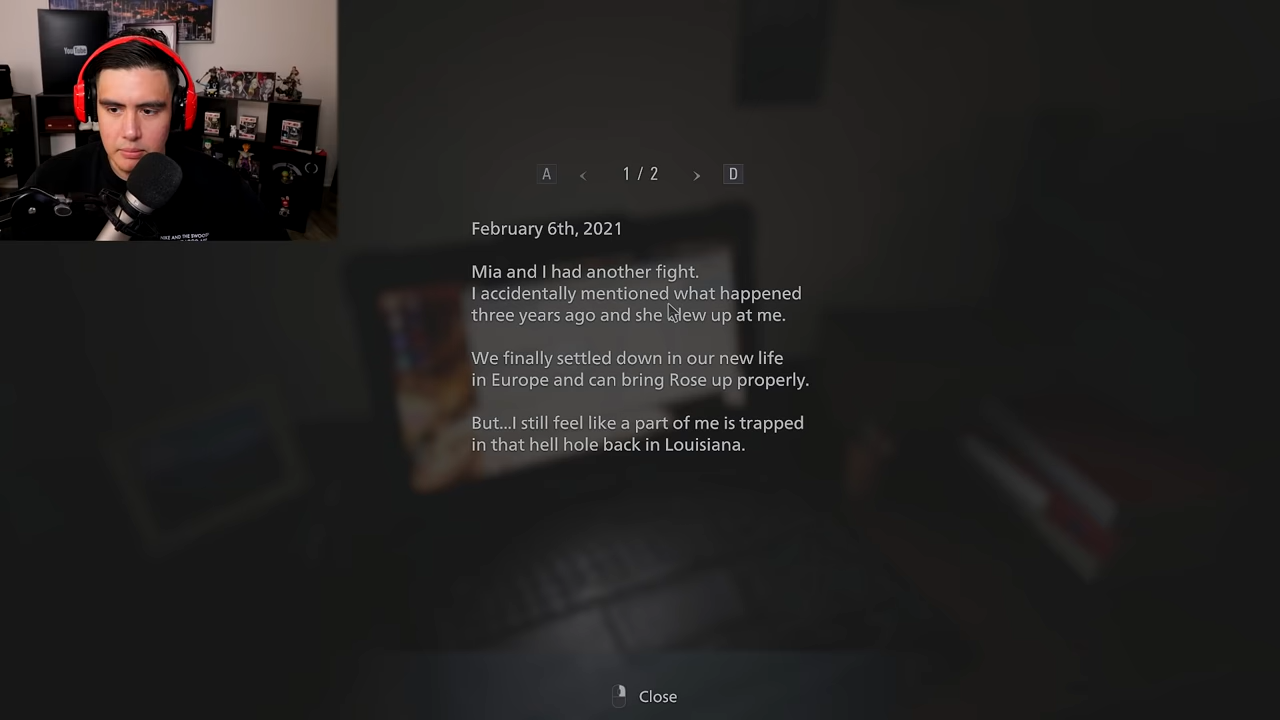 YouTube
A < 1 / 2 > D
February 6th, 2021
Mia and I had another fight.
I accidentally mentioned what happened
three years ago and she blew up at me.
We finally settled down in our new life
in Europe and can bring Rose up properly.
But...I still feel like a part of me is trapped
in that hell hole back in Louisiana.
Close